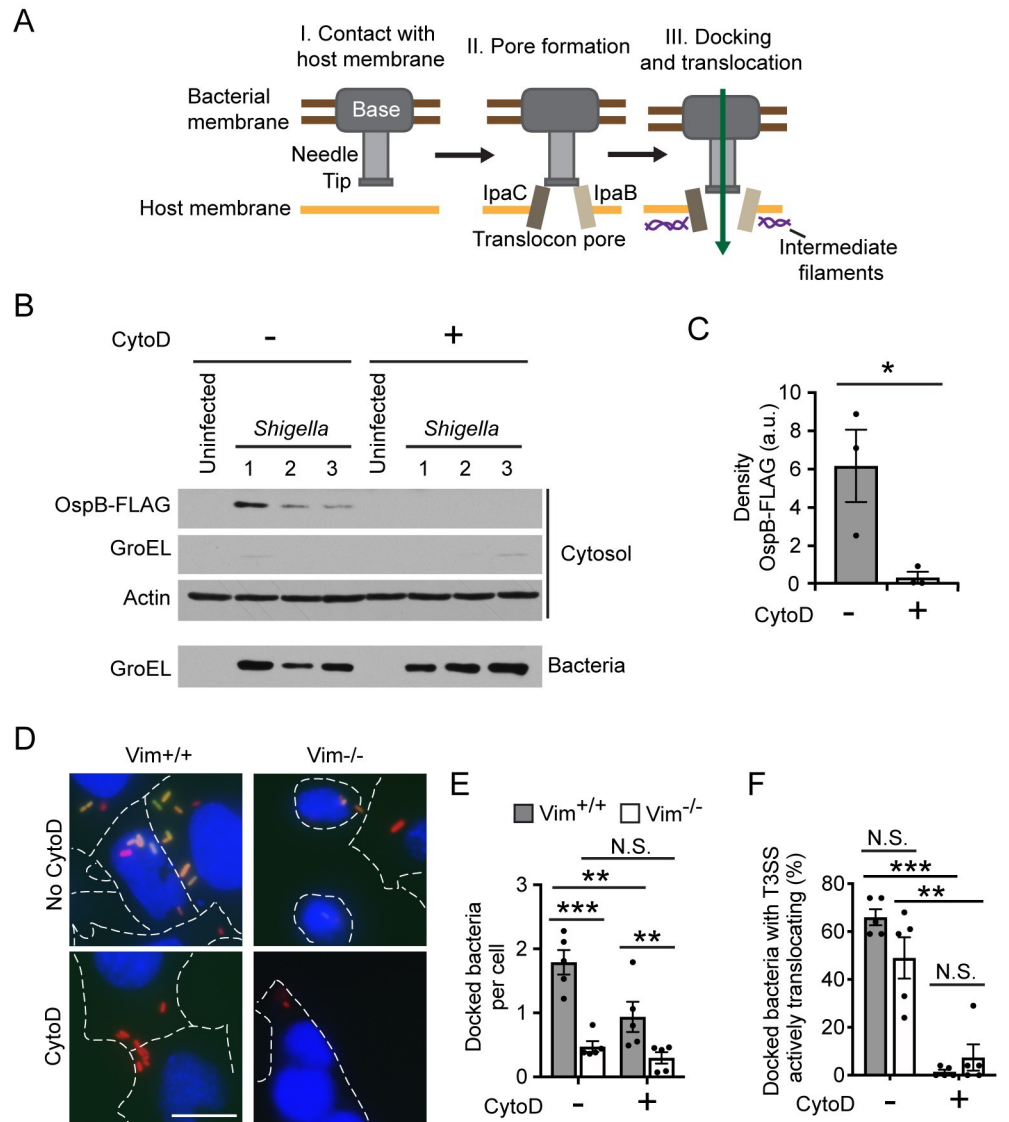 A
I. Contact with
host membrane
II. Pore formation
III. Docking
and translocation
Bacterial
membrane
Base
Needle
Tip
IpaC
IpaB
Host membrane
Translocon pore
Intermediate
filaments
B
CytoD
-
+
Uninfected
Shigella
Uninfected
Shigella
1 2 3 1 2 3
OspB-FLAG
GroEL
Cytosol
Actin
GroEL
Bacteria
C
*
Density
OspB-FLAG (a.u.)
10
8
6
4
2
0
CytoD - +
D
Vim+/+
Vim-/-
No CytoD
CytoD
E
Vim+/+
Vim-/-
N.S.
**
***
**
Docked bacteria
per cell
3
2
1
0
CytoD - +
F
N.S.
***
**
N.S.
Docked bacteria with T3SS
actively translocating (%)
80
60
40
20
0
CytoD - +